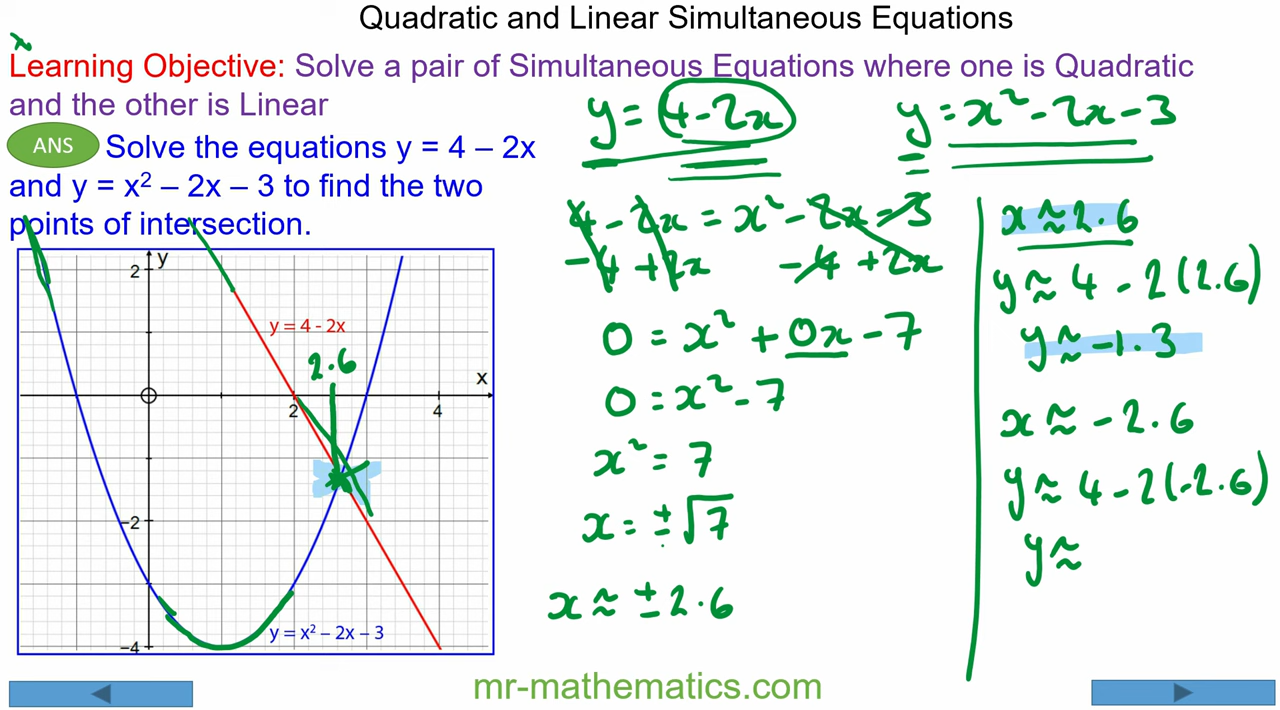 Quadratic and Linear Simultaneous Equations
Learning Objective: Solve a pair of Simultaneous Equations where one is Quadratic
and the other is Linear
ANS Solve the equations y = 4 – 2x
and y = x² – 2x – 3 to find the two
points of intersection.
y = 4 - 2x
y = x² - 2x - 3
4 - 2x = x² - 2x - 3
- 4 + 2x - 4 + 2x
0 = x² + 0x - 7
0 = x² - 7
x² = 7
x = ±√7
x ≈ ±2.6
x ≈ 2.6
y ≈ 4 - 2(2.6)
y ≈ -1.3
x ≈ -2.6
y ≈ 4 - 2(-2.6)
y ≈
y
2
y = 4 - 2x
2.6
x
O
2
4
-2
y = x² – 2x – 3
-4
mr-mathematics.com